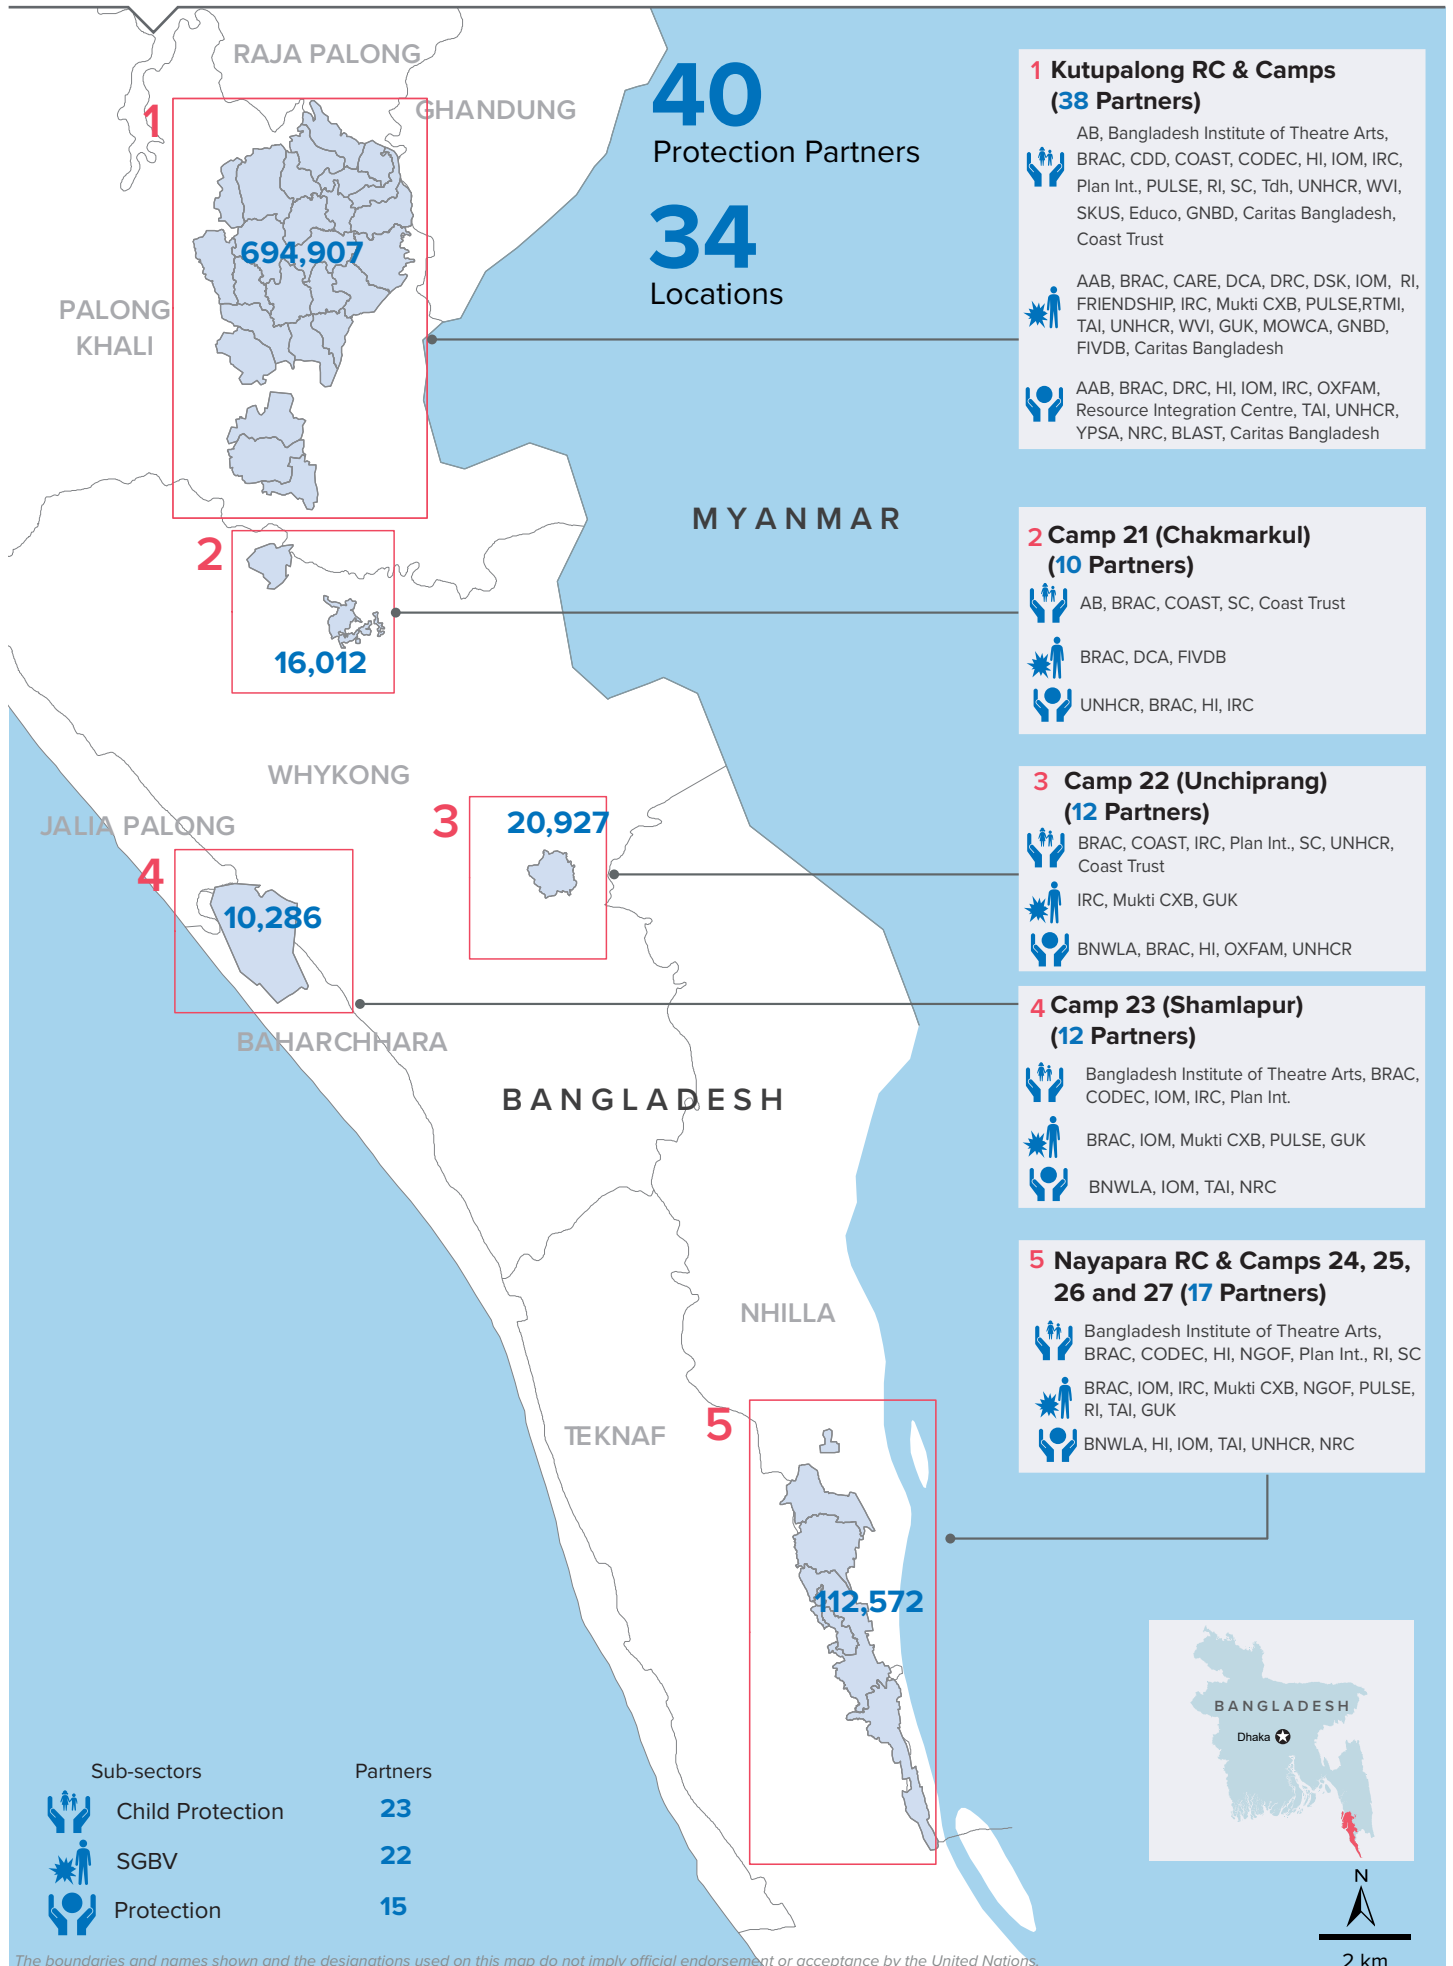 RAJA PALONG
GHANDUNG
1
694,907
PALONG
KHALI
40
Protection Partners
34
Locations
1 Kutupalong RC & Camps
(38 Partners)
AB, Bangladesh Institute of Theatre Arts,
BRAC, CDD, COAST, CODEC, HI, IOM, IRC,
Plan Int., PULSE, RI, SC, Tdh, UNHCR, WVI,
SKUS, Educo, GNBD, Caritas Bangladesh,
Coast Trust
AAB, BRAC, CARE, DCA, DRC, DSK, IOM, RI,
FRIENDSHIP, IRC, Mukti CXB, PULSE,RTMI,
TAI, UNHCR, WVI, GUK, MOWCA, GNBD,
FIVDB, Caritas Bangladesh
AAB, BRAC, DRC, HI, IOM, IRC, OXFAM,
Resource Integration Centre, TAI, UNHCR,
YPSA, NRC, BLAST, Caritas Bangladesh
MYANMAR
2
16,012
2 Camp 21 (Chakmarkul)
(10 Partners)
AB, BRAC, COAST, SC, Coast Trust
BRAC, DCA, FIVDB
UNHCR, BRAC, HI, IRC
WHYKONG
JALIA PALONG
3
20,927
4
10,286
3 Camp 22 (Unchiprang)
(12 Partners)
BRAC, COAST, IRC, Plan Int., SC, UNHCR,
Coast Trust
IRC, Mukti CXB, GUK
BNWLA, BRAC, HI, OXFAM, UNHCR
BAHARCHHARA
BANGLADESH
4 Camp 23 (Shamlapur)
(12 Partners)
Bangladesh Institute of Theatre Arts, BRAC,
CODEC, IOM, IRC, Plan Int.
BRAC, IOM, Mukti CXB, PULSE, GUK
BNWLA, IOM, TAI, NRC
5 Nayapara RC & Camps 24, 25,
26 and 27 (17 Partners)
Bangladesh Institute of Theatre Arts,
BRAC, CODEC, HI, NGOF, Plan Int., RI, SC
BRAC, IOM, IRC, Mukti CXB, NGOF, PULSE,
RI, TAI, GUK
BNWLA, HI, IOM, TAI, UNHCR, NRC
NHILLA
TEKNAF
5
112,572
BANGLADESH
Dhaka
Sub-sectors Partners
Child Protection 23
SGBV 22
Protection 15
N
2 km
The boundaries and names shown and the designations used on this map do not imply official endorsement or acceptance by the United Nations.